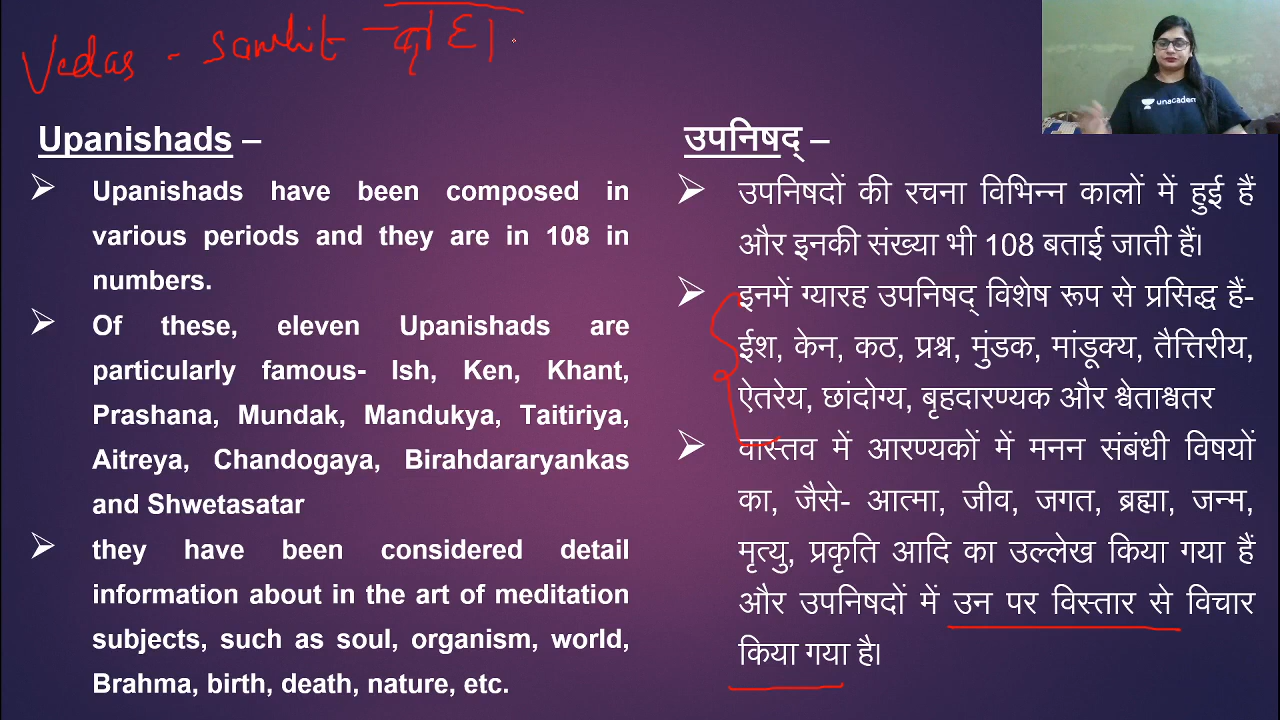 Vedas - Samhit
unacadem
Upanishads –
Upanishads have been composed in
various periods and they are in 108 in
numbers.
Of these, eleven Upanishads are
particularly famous- Ish, Ken, Khant,
Prashana, Mundak, Mandukya, Taitiriya,
Aitreya, Chandogaya, Birahdararyankas
and Shwetasatar
they have been considered detail
information about in the art of meditation
subjects, such as soul, organism, world,
Brahma, birth, death, nature, etc.
उपनिषद् –
उपनिषदों की रचना विभिन्न कालों में हुई हैं
और इनकी संख्या भी 108 बताई जाती हैं।
इनमें ग्यारह उपनिषद् विशेष रूप से प्रसिद्ध हैं-
ईश, केन, कठ, प्रश्न, मुंडक, मांडूक्य, तैत्तिरीय,
ऐतरेय, छांदोग्य, बृहदारण्यक और श्वेताश्वतर
वास्तव में आरण्यकों में मनन संबंधी विषयों
का, जैसे- आत्मा, जीव, जगत, ब्रह्मा, जन्म,
मृत्यु, प्रकृति आदि का उल्लेख किया गया हैं
और उपनिषदों में उन पर विस्तार से विचार
किया गया है।